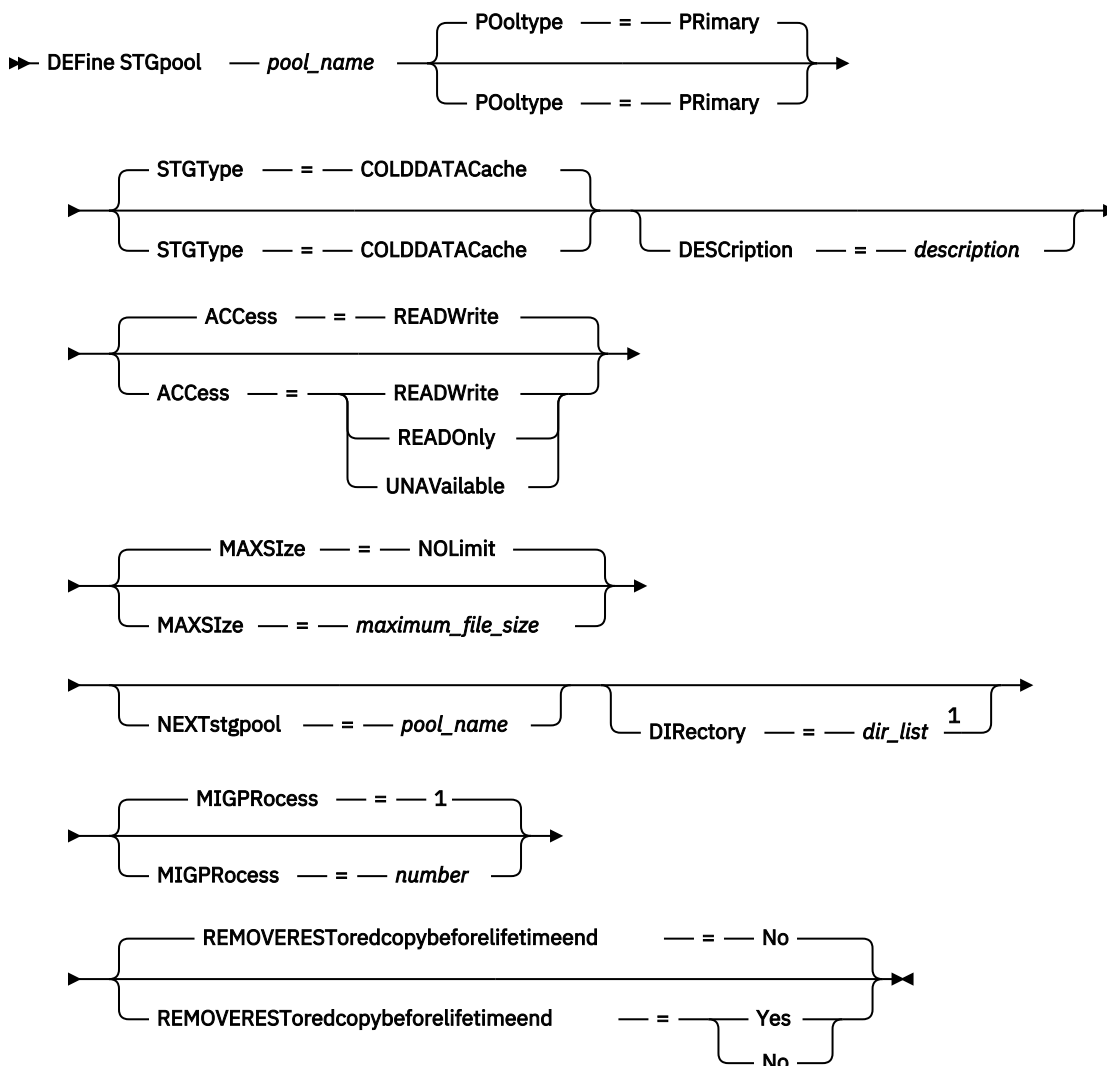 POoltype = PRimary
DEFine STGpool pool_name
POoltype = PRimary
STGType = COLDDATACache
STGType = COLDDATACache
DESCription = description
ACCess = READWrite
ACCess = READWrite
READOnly
UNAVailable
MAXSIze = NOLimit
MAXSIze = maximum_file_size
NEXTstgpool = pool_name
DIRectory = dir_list 1
MIGPRocess = 1
MIGPRocess = number
REMOVERESToredcopybeforelifetimeend = No
REMOVERESToredcopybeforelifetimeend = Yes
No